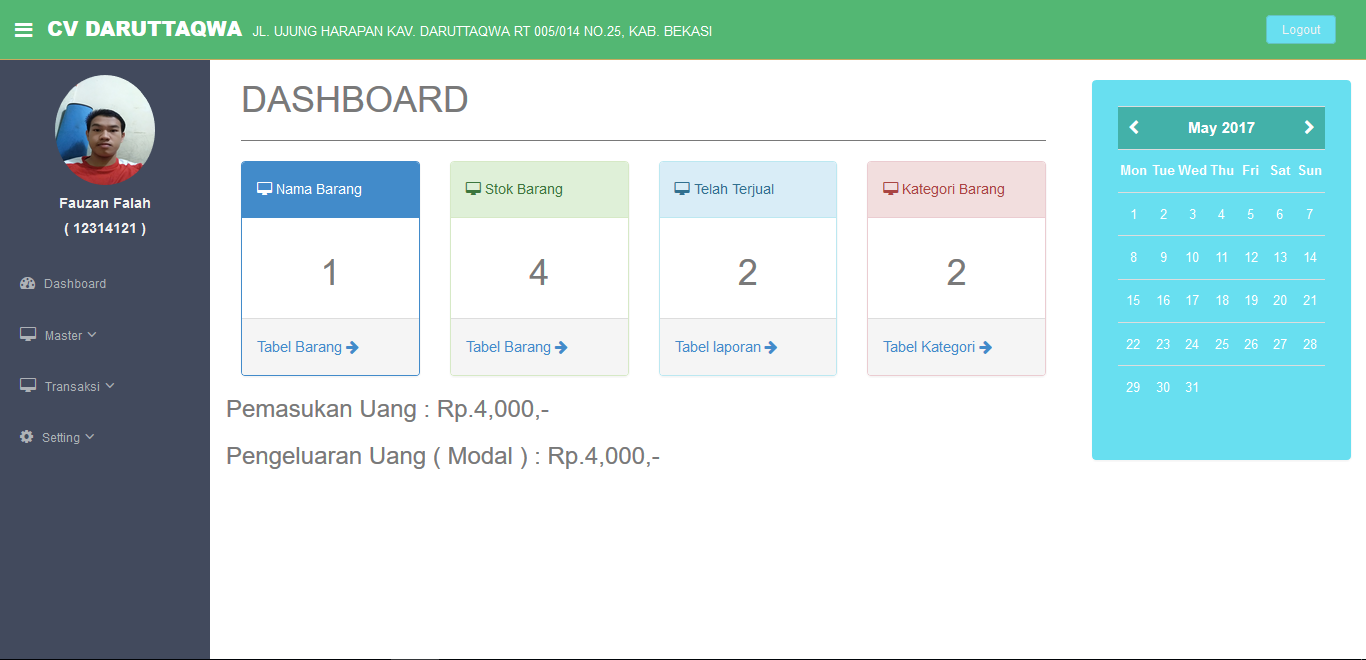 CV DARUTTAQWA JL. UJUNG HARAPAN KAV. DARUTTAQWA RT 005/014 NO.25, KAB. BEKASI
Logout
Fauzan Falah
( 12314121 )
Dashboard
Master
Transaksi
Setting
DASHBOARD
Nama Barang
1
Tabel Barang
Stok Barang
4
Tabel Barang
Telah Terjual
2
Tabel laporan
Kategori Barang
2
Tabel Kategori
Pemasukan Uang : Rp.4,000,-
Pengeluaran Uang ( Modal ) : Rp.4,000,-
May 2017
Mon Tue Wed Thu Fri Sat Sun
1 2 3 4 5 6 7
8 9 10 11 12 13 14
15 16 17 18 19 20 21
22 23 24 25 26 27 28
29 30 31